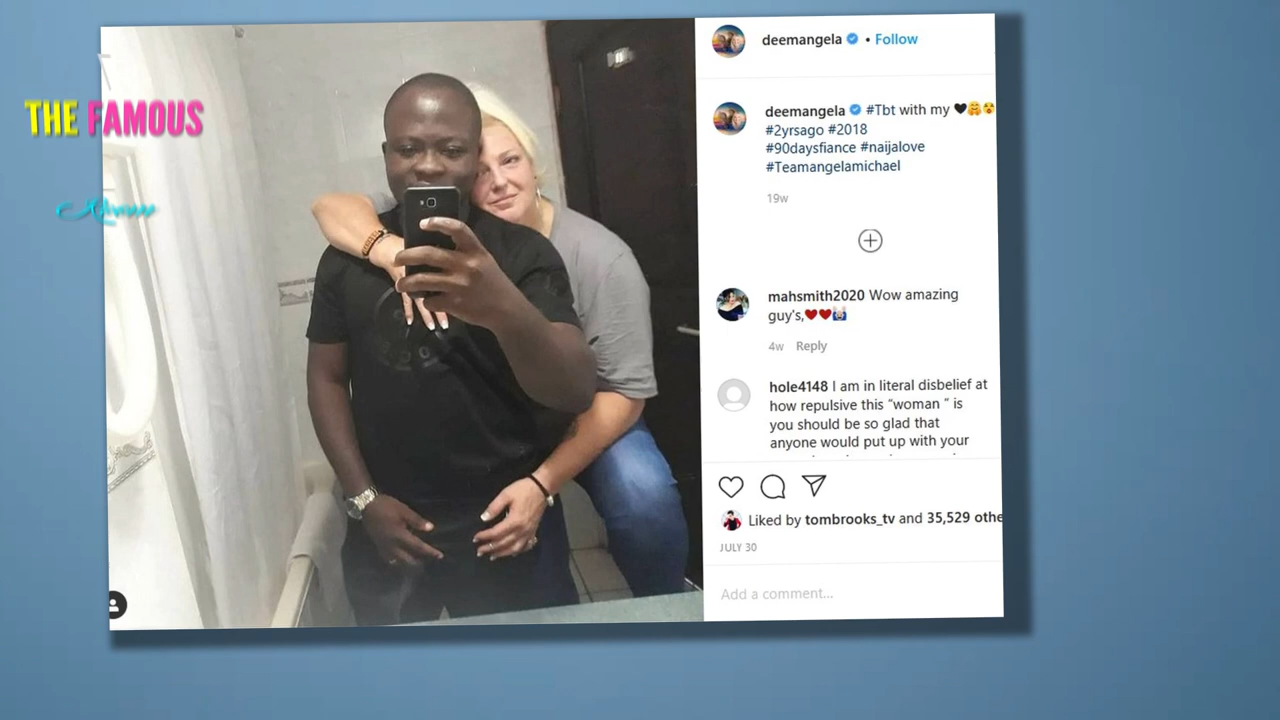 THE FAMOUS
deemangela • Follow
deemangela #Tbt with my
#2yrsago #2018
#90daysfiance #naijalove
#Teamangelamichael
19w
mahsmith2020 Wow amazing
guy's,
4w Reply
hole4148 I am in literal disbelief at
how repulsive this "woman " is
you should be so glad that
anyone would put up with your
Liked by tombrooks_tv and 35,529 othe
JULY 30
Add a comment...